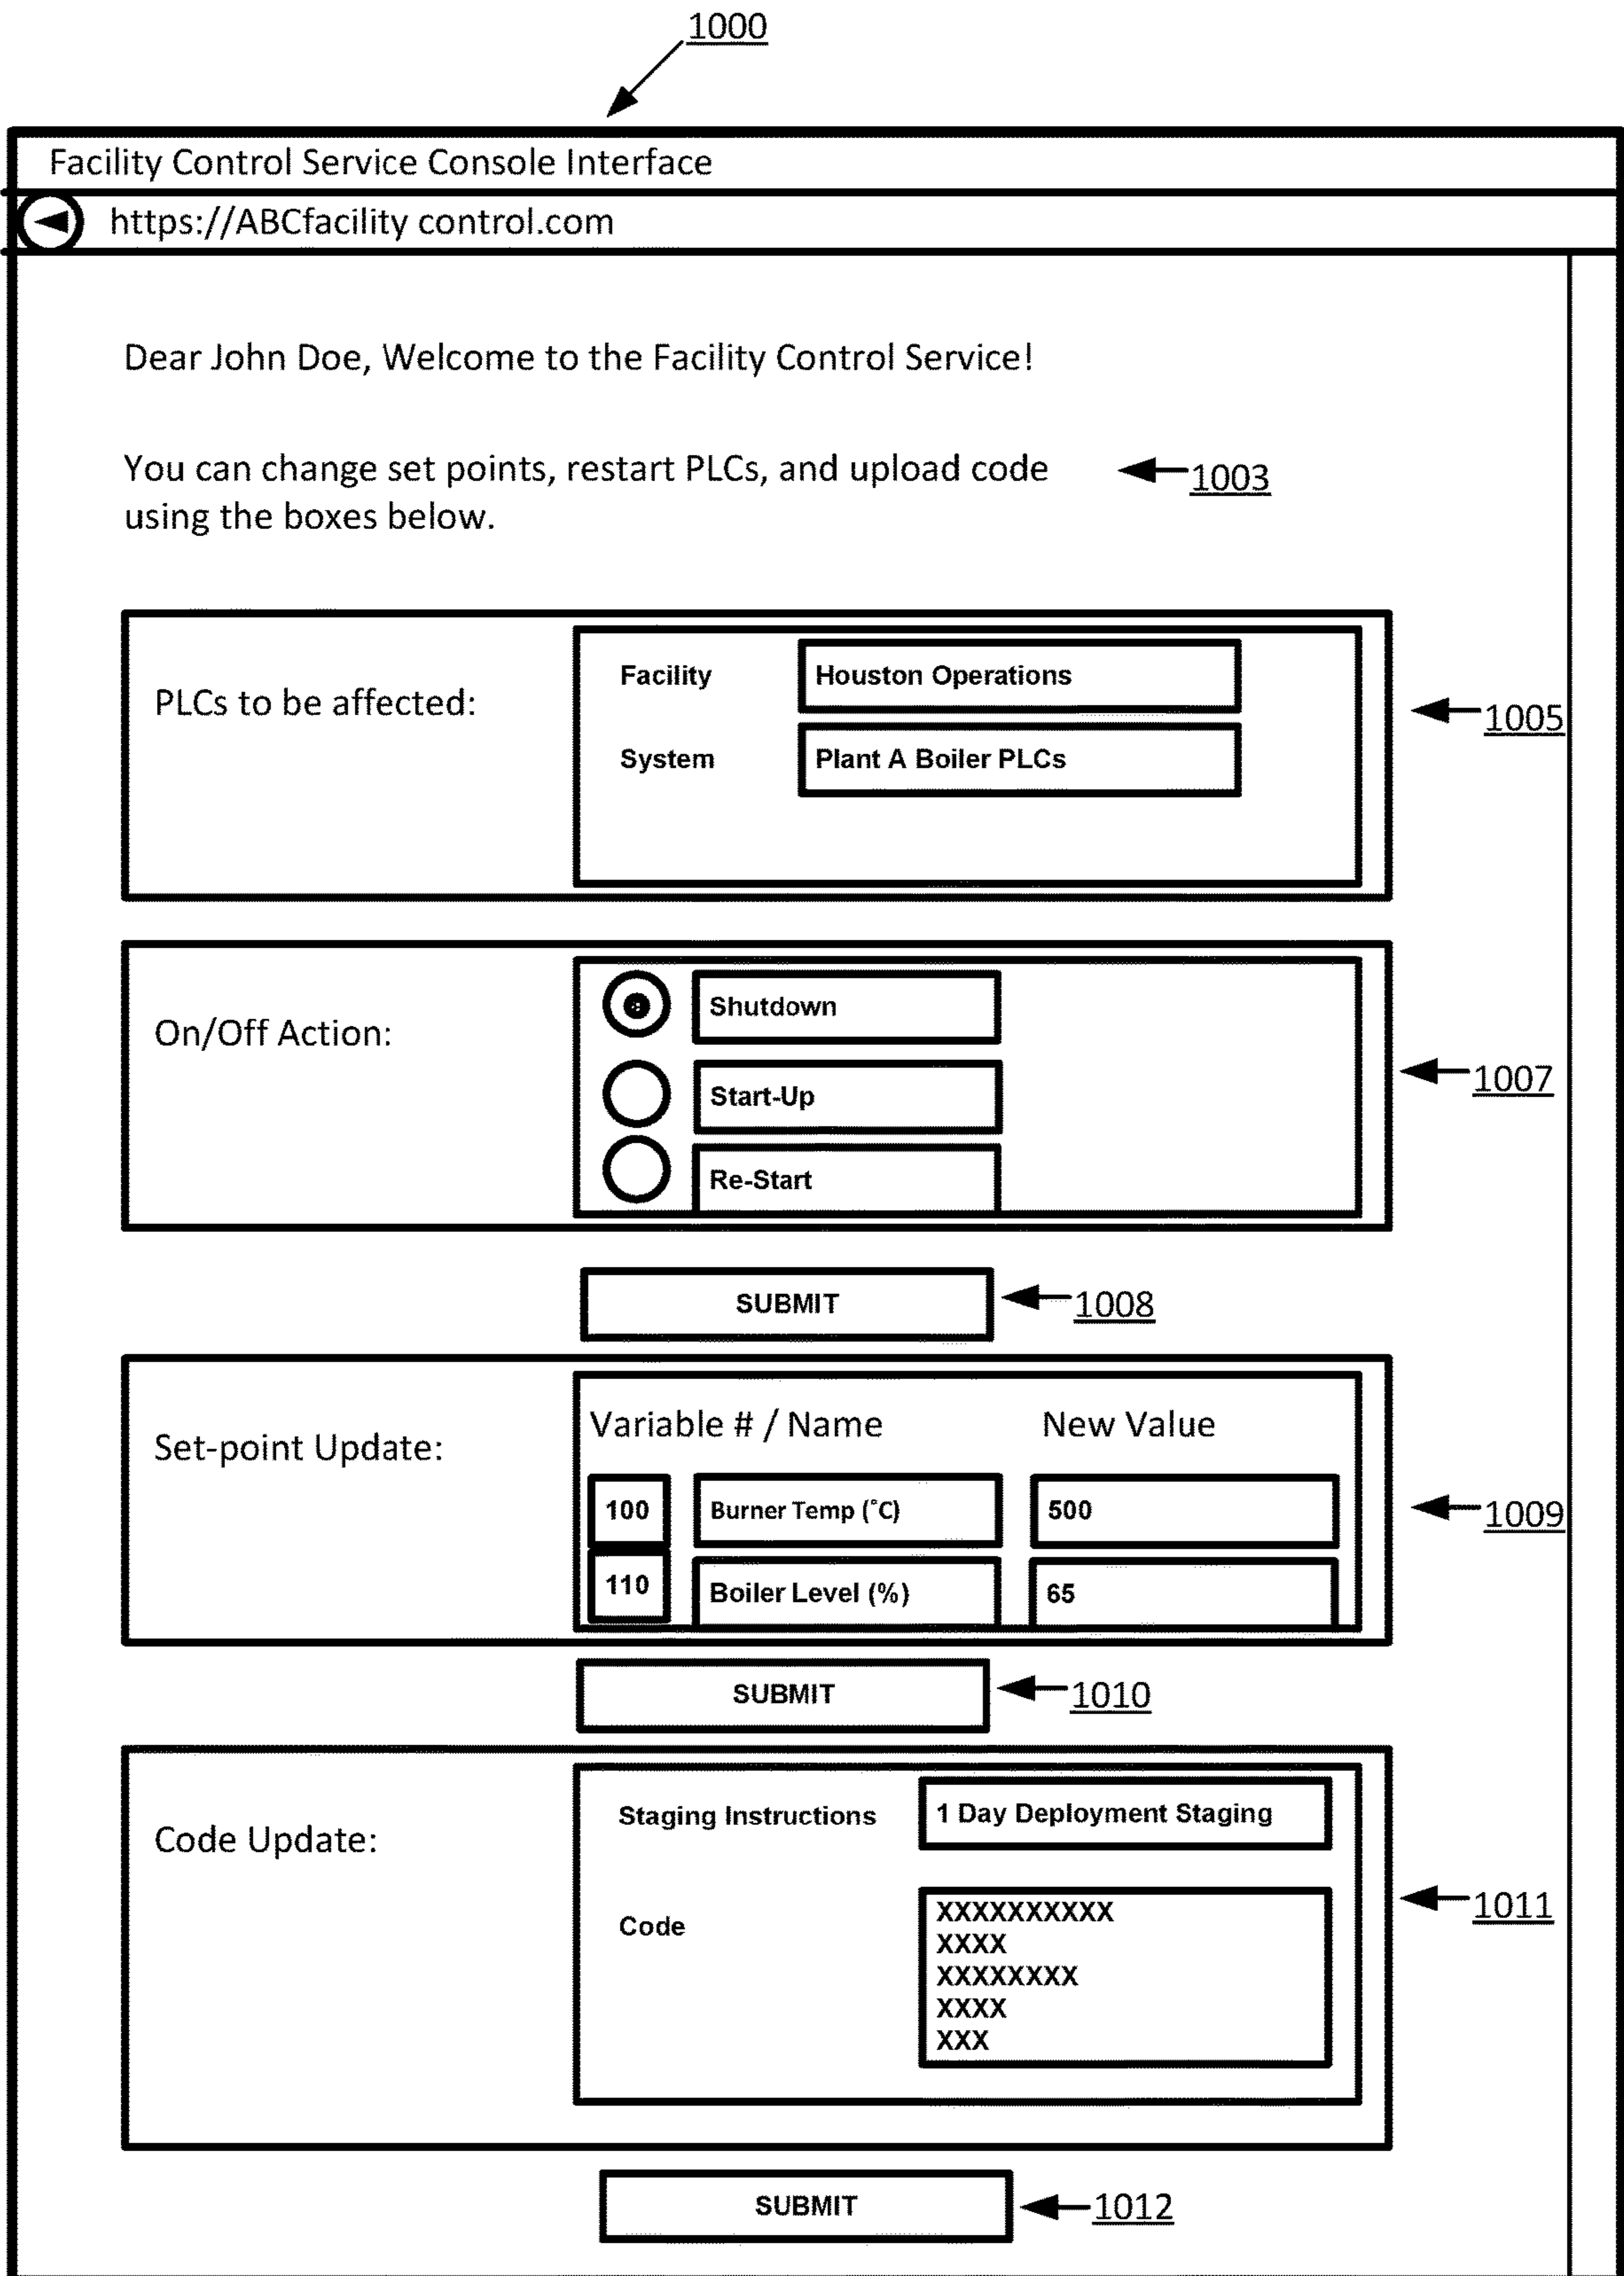 1000
Facility Control Service Console Interface
https://ABCfacility control.com
Dear John Doe, Welcome to the Facility Control Service!
You can change set points, restart PLCs, and upload code
using the boxes below.
1003
PLCs to be affected:
Facility
Houston Operations
System
Plant A Boiler PLCs
1005
On/Off Action:
Shutdown
Start-Up
Re-Start
1007
SUBMIT
1008
Set-point Update:
Variable # / Name
New Value
100
Burner Temp (˚C)
500
110
Boiler Level (%)
65
1009
SUBMIT
1010
Code Update:
Staging Instructions
1 Day Deployment Staging
Code
XXXXXXXXXX
XXXX
XXXXXXXX
XXXX
XXX
1011
SUBMIT
1012